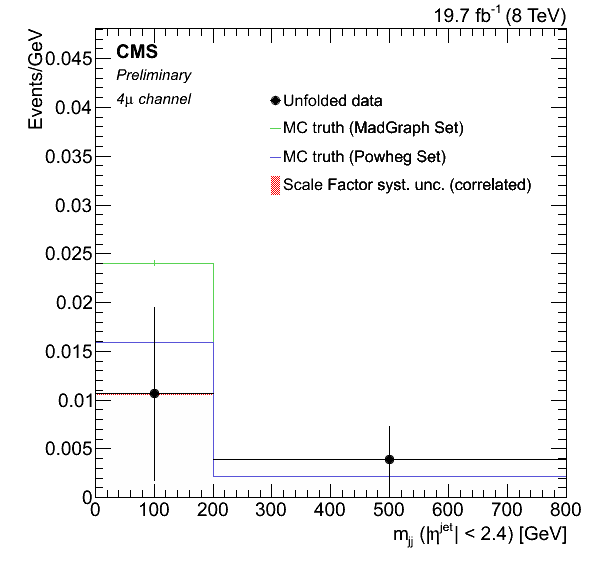 19.7 fb⁻¹ (8 TeV)
Events/GeV
CMS
Preliminary
4μ channel
Unfolded data
MC truth (MadGraph Set)
MC truth (Powheg Set)
Scale Factor syst. unc. (correlated)
0.045
0.04
0.035
0.03
0.025
0.02
0.015
0.01
0.005
0
0 100 200 300 400 500 600 700 800
m_jj (|η^jet| < 2.4) [GeV]